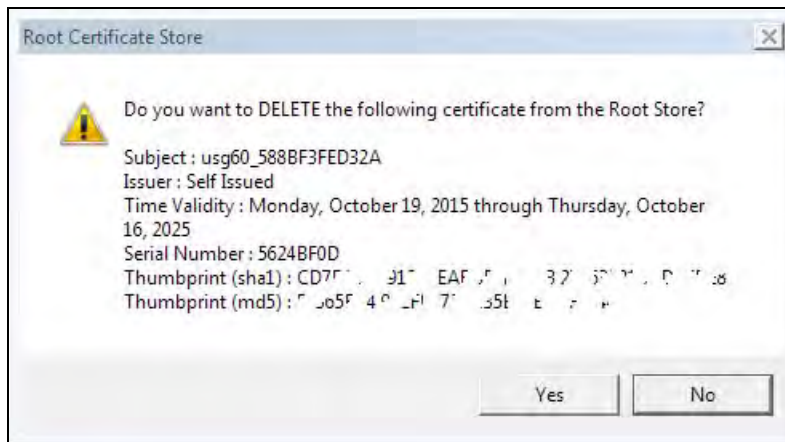 Root Certificate Store
Do you want to DELETE the following certificate from the Root Store?
Subject : usg60_588BF3FED32A
Issuer : Self Issued
Time Validity : Monday, October 19, 2015 through Thursday, October
16, 2025
Serial Number : 5624BF0D
Thumbprint (sha1) :
Thumbprint (md5) :
Yes
No